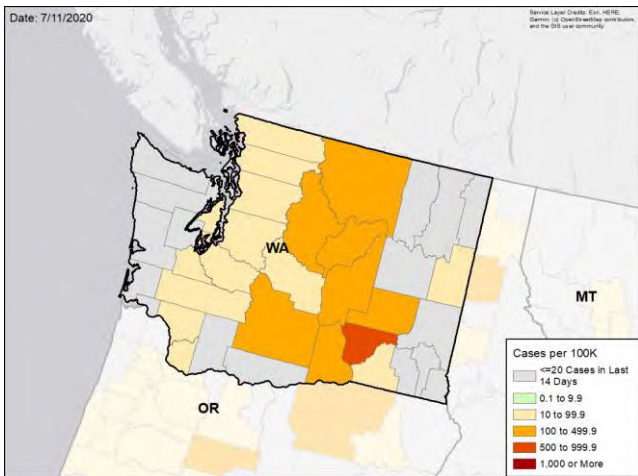 Date: 7/11/2020
Service Layer Credits: Esri, HERE,
Garmin, (c) OpenStreetMap contributors,
and the GIS user community
WA
MT
OR
Cases per 100K
<=20 Cases in Last
14 Days
0.1 to 9.9
10 to 99.9
100 to 499.9
500 to 999.9
1,000 or More